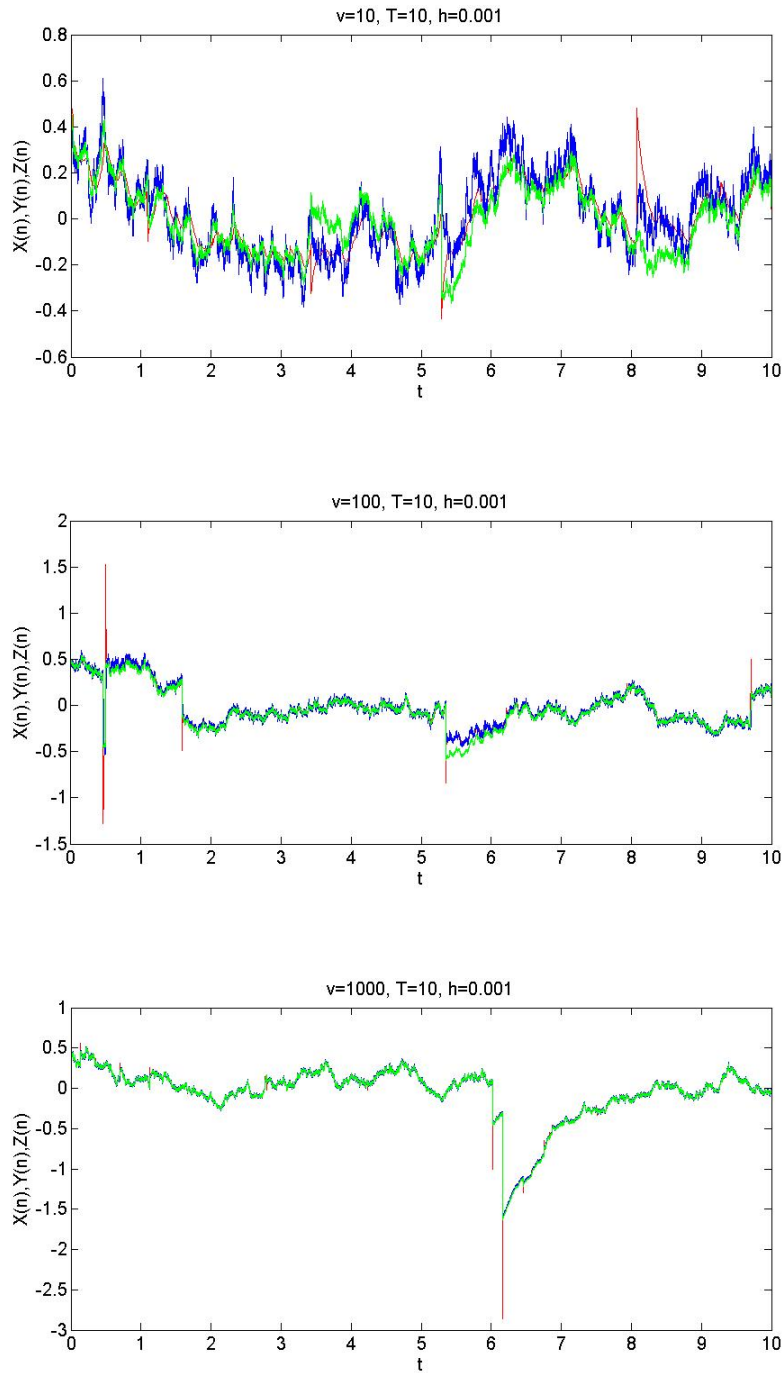 v=10, T=10, h=0.001
0.8
0.6
0.4
0.2
0
-0.2
-0.4
-0.6
X(n),Y(n),Z(n)
0 1 2 3 4 5 6 7 8 9 10
t
v=100, T=10, h=0.001
2
1.5
1
0.5
0
-0.5
-1
-1.5
X(n),Y(n),Z(n)
0 1 2 3 4 5 6 7 8 9 10
t
v=1000, T=10, h=0.001
1
0.5
0
-0.5
-1
-1.5
-2
-2.5
-3
X(n),Y(n),Z(n)
0 1 2 3 4 5 6 7 8 9 10
t